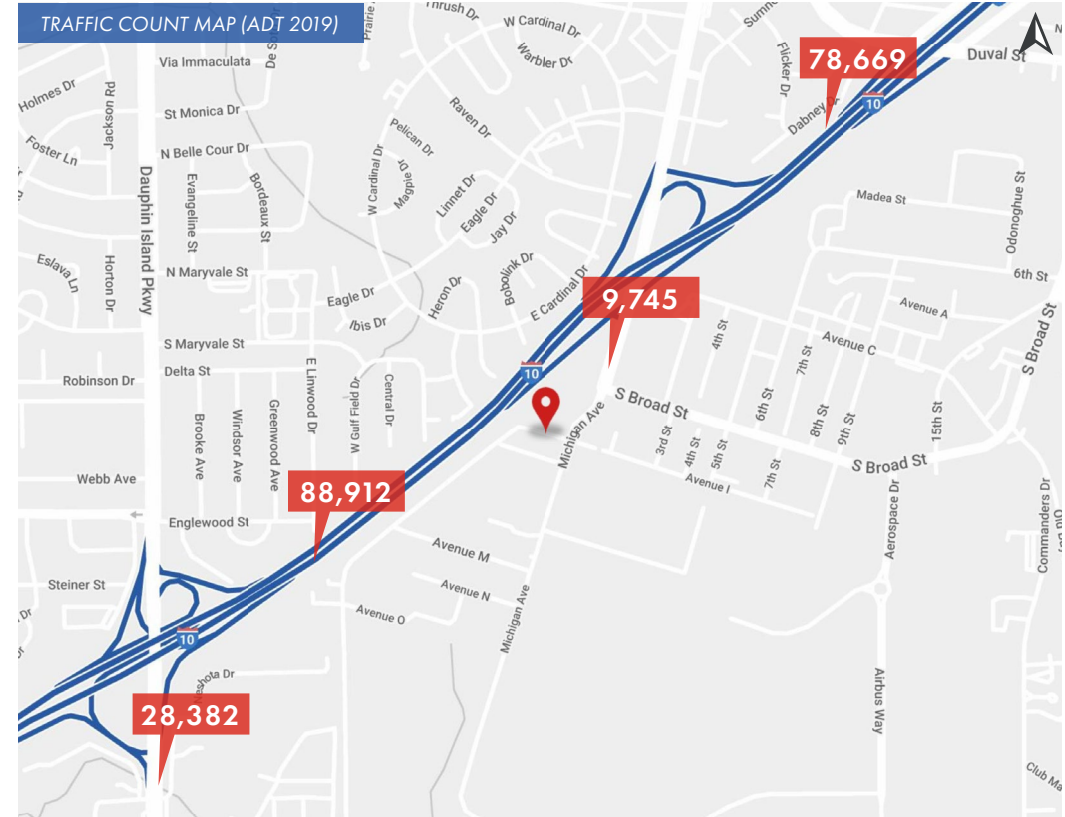 TRAFFIC COUNT MAP (ADT 2019)
Prairie
Thrush Dr
W Cardinal Dr
Warbler Dr
Flicker Dr
78,669
Duval St
10
Dabney Dr
Via Immaculata
Holmes Dr
Jackson Rd
St Monica Dr
Raven Dr
Pelican Dr
Foster Ln
N Belle Cour Dr
W Cardinal Dr
Magpie Dr
Linnet Dr
Eagle Dr
Jay Dr
Dauphin Island Pkwy
Evangeline St
Bordeaux St
Madea St
Odonoghue St
Eslava Ln
Horton Dr
N Maryvale St
Eagle Dr
Ibis Dr
Heron Dr
Bobolink Dr
E Cardinal Dr
9,745
6th St
Avenue A
4th St
Avenue C
7th St
S Broad St
S Maryvale St
Delta St
Robinson Dr
E Linwood Dr
W Gulf Field Dr
Central Dr
10
S Broad St
Michigan Ave
Brooke Ave
Windsor Ave
Greenwood Ave
3rd St
4th St
5th St
6th St
7th St
8th St
9th St
15th St
S Broad St
Webb Ave
88,912
Avenue I
Aerospace Dr
Commanders Dr
Englewood St
Avenue M
Steiner St
Avenue N
Avenue O
Michigan Ave
Dr
10
Neshota Dr
28,382
Airbus Way
Club Ma